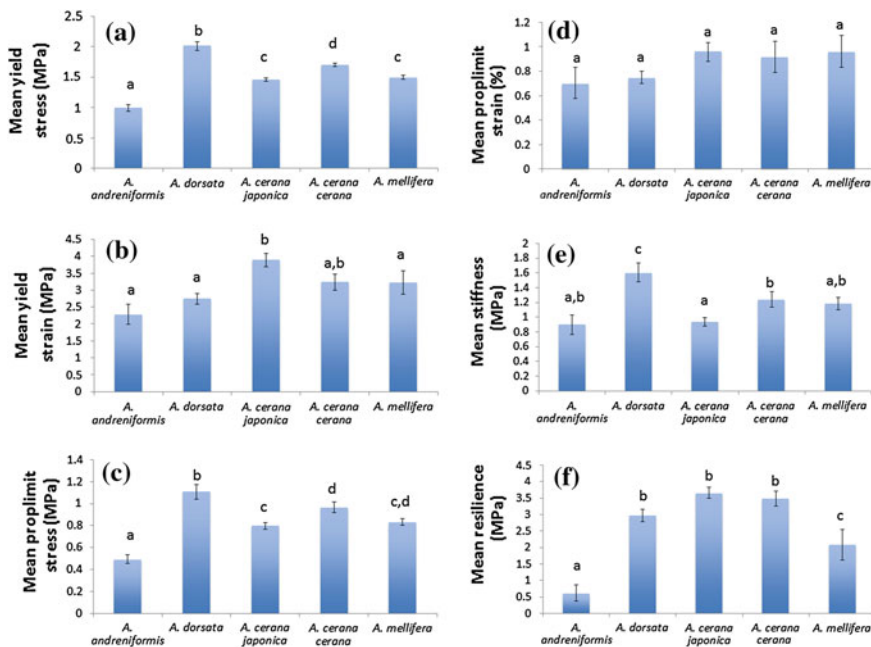 (a)
Mean yield
stress (MPa)
2.5
2
1.5
1
0.5
0
a
b
c
d
c
A.
andreniformis
A. dorsata
A. cerana
japonica
A. cerana
cerana
A. mellifera
(b)
Mean yield
strain (MPa)
4.5
4
3.5
3
2.5
2
1.5
1
0.5
0
a
a
b
a,b
a
A.
andreniformis
A. dorsata
A. cerana
japonica
A. cerana
cerana
A. mellifera
(c)
Mean proplimit
stress (MPa)
1.4
1.2
1
0.8
0.6
0.4
0.2
0
a
b
c
d
c,d
A.
andreniformis
A. dorsata
A. cerana
japonica
A. cerana
cerana
A. mellifera
(d)
Mean proplimit
strain (%)
1.2
1
0.8
0.6
0.4
0.2
0
a
a
a
a
a
A.
andreniformis
A. dorsata
A. cerana
japonica
A. cerana
cerana
A. mellifera
(e)
Mean stiffness
(MPa)
2
1.8
1.6
1.4
1.2
1
0.8
0.6
0.4
0.2
0
a,b
c
a
b
a,b
A.
andreniformis
A. dorsata
A. cerana
japonica
A. cerana
cerana
A. mellifera
(f)
Mean resilience
(MPa)
4.5
4
3.5
3
2.5
2
1.5
1
0.5
0
a
b
b
b
c
A.
andreniformis
A. dorsata
A. cerana
japonica
A. cerana
cerana
A. mellifera